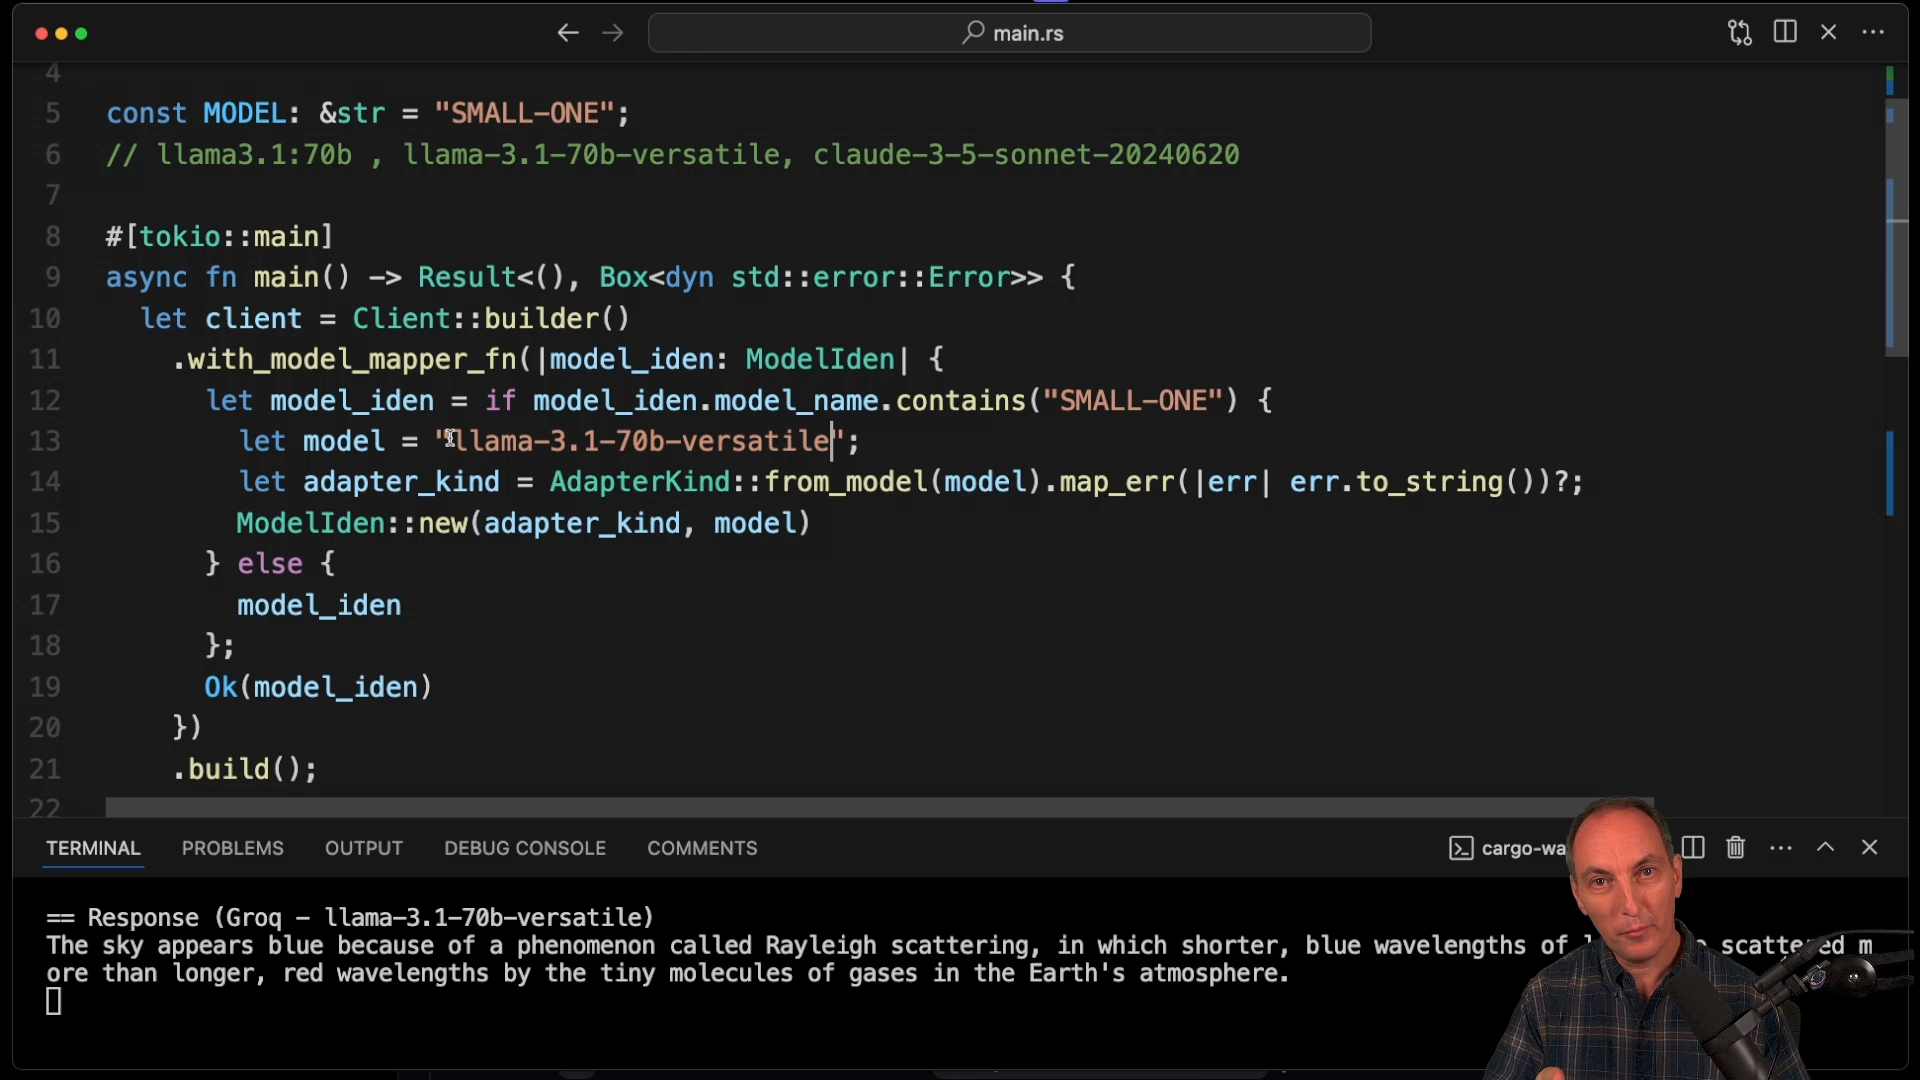 main.rs
4
5 const MODEL: &str = "SMALL-ONE";
6 // llama3.1:70b , llama-3.1-70b-versatile, claude-3-5-sonnet-20240620
7
8 #[tokio::main]
9 async fn main() -> Result<(), Box<dyn std::error::Error>> {
10 let client = Client::builder()
11 .with_model_mapper_fn(|model_iden: ModelIden| {
12 let model_iden = if model_iden.model_name.contains("SMALL-ONE") {
13 let model = "llama-3.1-70b-versatile";
14 let adapter_kind = AdapterKind::from_model(model).map_err(|err| err.to_string())?;
15 ModelIden::new(adapter_kind, model)
16 } else {
17 model_iden
18 };
19 Ok(model_iden)
20 })
21 .build();
22
TERMINAL PROBLEMS OUTPUT DEBUG CONSOLE COMMENTS cargo-wa
== Response (Groq - llama-3.1-70b-versatile)
The sky appears blue because of a phenomenon called Rayleigh scattering, in which shorter, blue wavelengths of scattered m
ore than longer, red wavelengths by the tiny molecules of gases in the Earth's atmosphere.